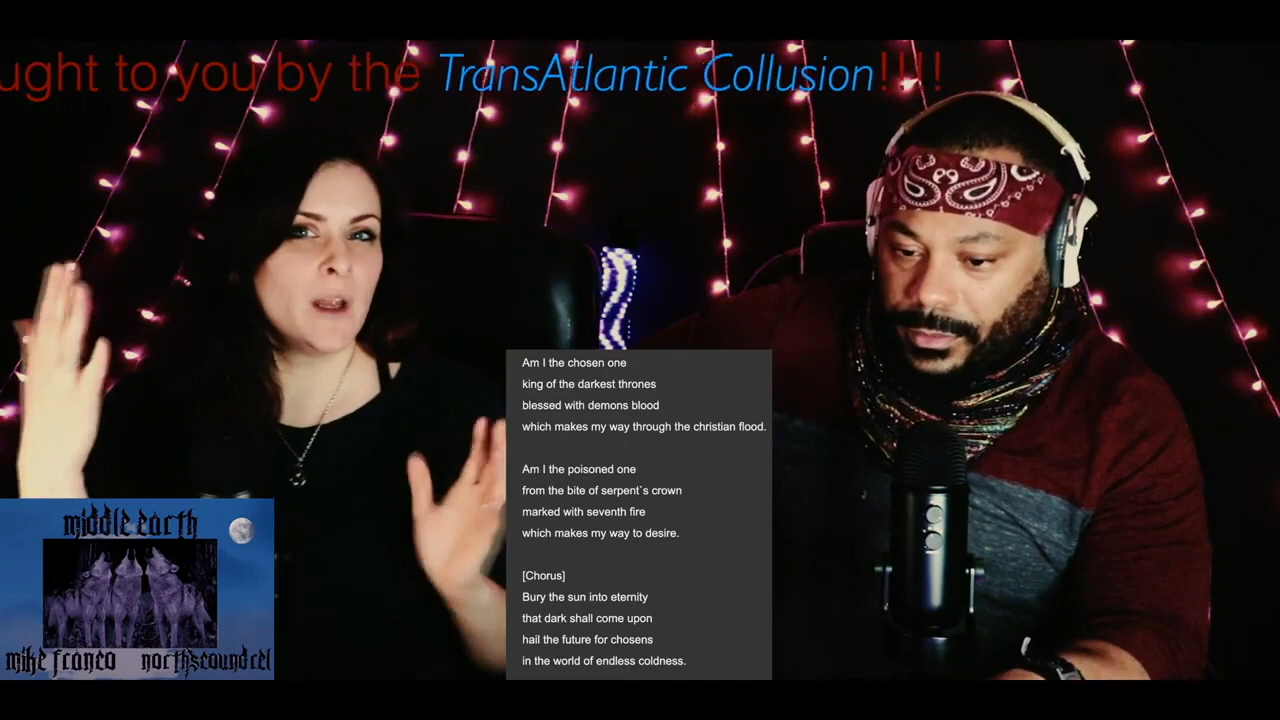 ught to you by the TransAtlantic Collusion!!!!
Am I the chosen one
king of the darkest thrones
blessed with demons blood
which makes my way through the christian flood.
Am I the poisoned one
from the bite of serpent`s crown
marked with seventh fire
which makes my way to desire.
[Chorus]
Bury the sun into eternity
that dark shall come upon
hail the future for chosens
in the world of endless coldness.
middle earth
mike franco northscoundrel